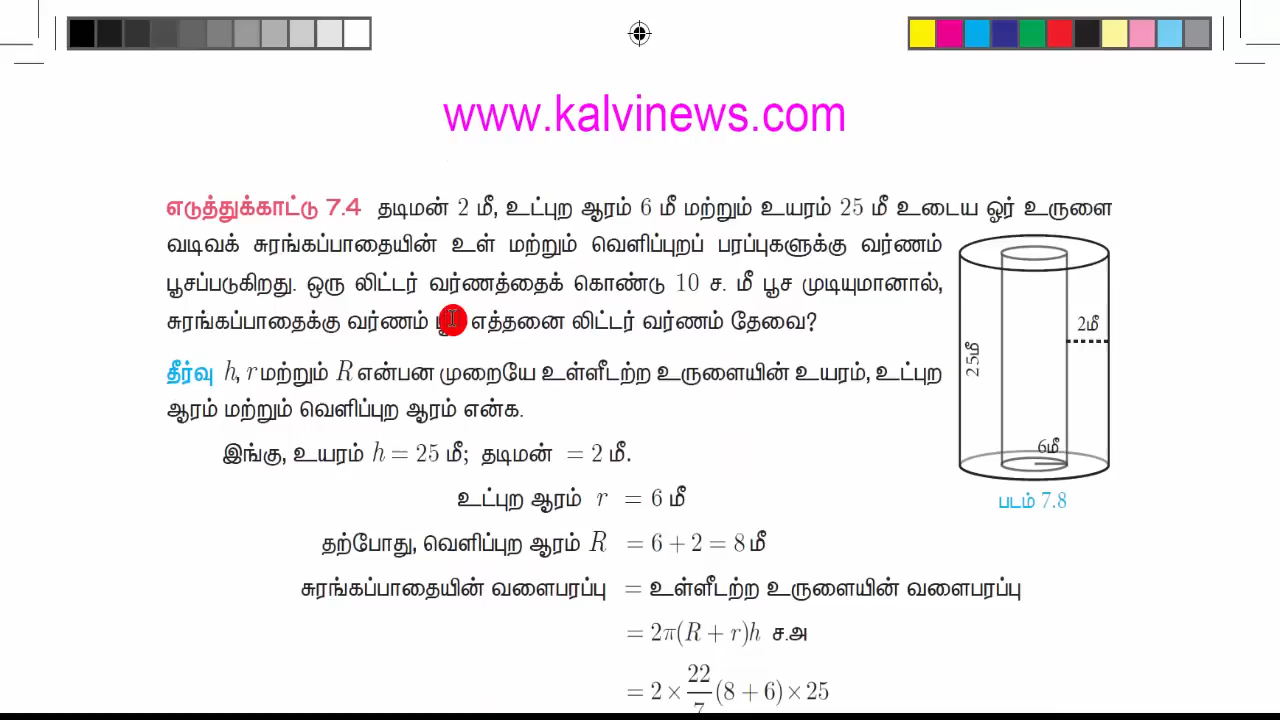 www.kalvinews.com
எடுத்துக்காட்டு 7.4 தடிமன் 2 மீ, உட்புற ஆரம் 6 மீ மற்றும் உயரம் 25 மீ உடைய ஓர் உருளை
வடிவக் சுரங்கப்பாதையின் உள் மற்றும் வெளிப்புறப் பரப்புகளுக்கு வர்ணம்
பூசப்படுகிறது. ஒரு லிட்டர் வர்ணத்தைக் கொண்டு 10 ச. மீ பூச முடியுமானால்,
சுரங்கப்பாதைக்கு வர்ணம் எத்தனை லிட்டர் வர்ணம் தேவை?
2மீ
25மீ
6மீ
படம் 7.8
தீர்வு h, r மற்றும் R என்பன முறையே உள்ளீடற்ற உருளையின் உயரம், உட்புற
ஆரம் மற்றும் வெளிப்புற ஆரம் என்க.
இங்கு, உயரம் h = 25 மீ; தடிமன் = 2 மீ.
உட்புற ஆரம் r = 6 மீ
தற்போது, வெளிப்புற ஆரம் R = 6 + 2 = 8 மீ
சுரங்கப்பாதையின் வளைபரப்பு = உள்ளீடற்ற உருளையின் வளைபரப்பு
= 2π(R + r)h ச.அ
= 2 × 22/7 (8 + 6) × 25